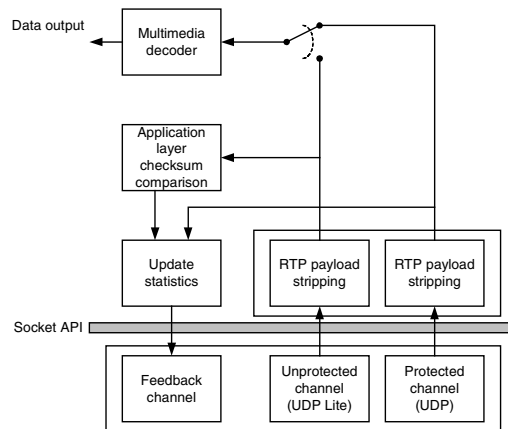 Data output
Multimedia
decoder
Application
layer
checksum
comparison
Update
statistics
RTP payload
stripping
RTP payload
stripping
Socket API
Feedback
channel
Unprotected
channel
(UDP Lite)
Protected
channel
(UDP)